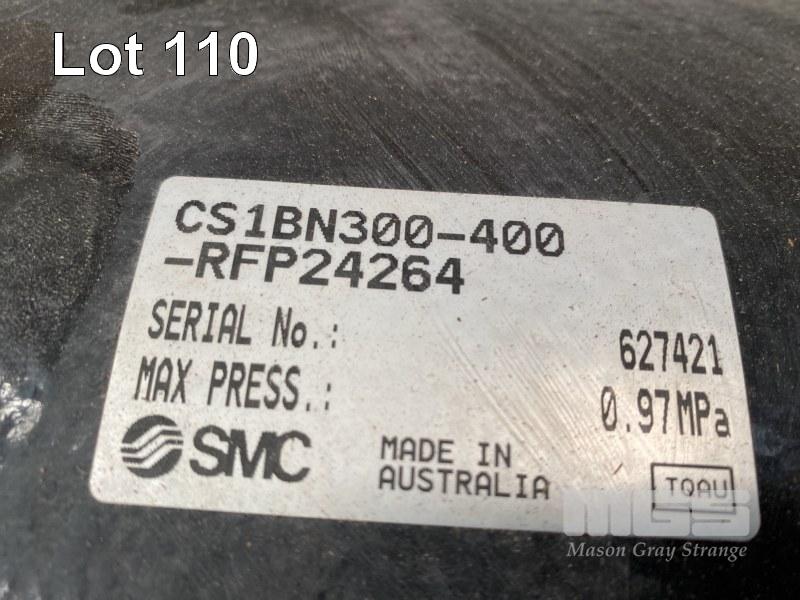 Lot 110
CS1BN300-400
-RFP24264
SERIAL No.: 627421
MAX PRESS.: 0.97MPa
SMC MADE IN
AUSTRALIA TQAU
MGS
Mason Gray Strange